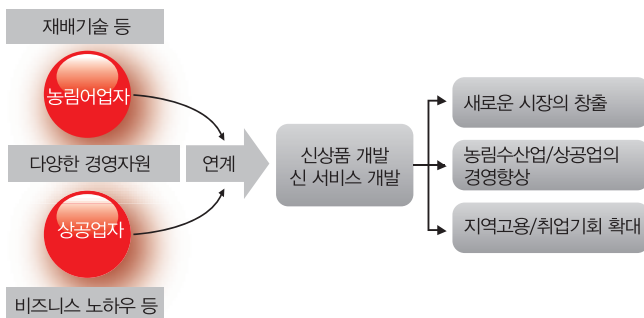 재배기술 등
농림어업자
다양한 경영자원
상공업자
비즈니스 노하우 등
연계
신상품 개발
신 서비스 개발
새로운 시장의 창출
농림수산업/상공업의
경영향상
지역고용/취업기회 확대